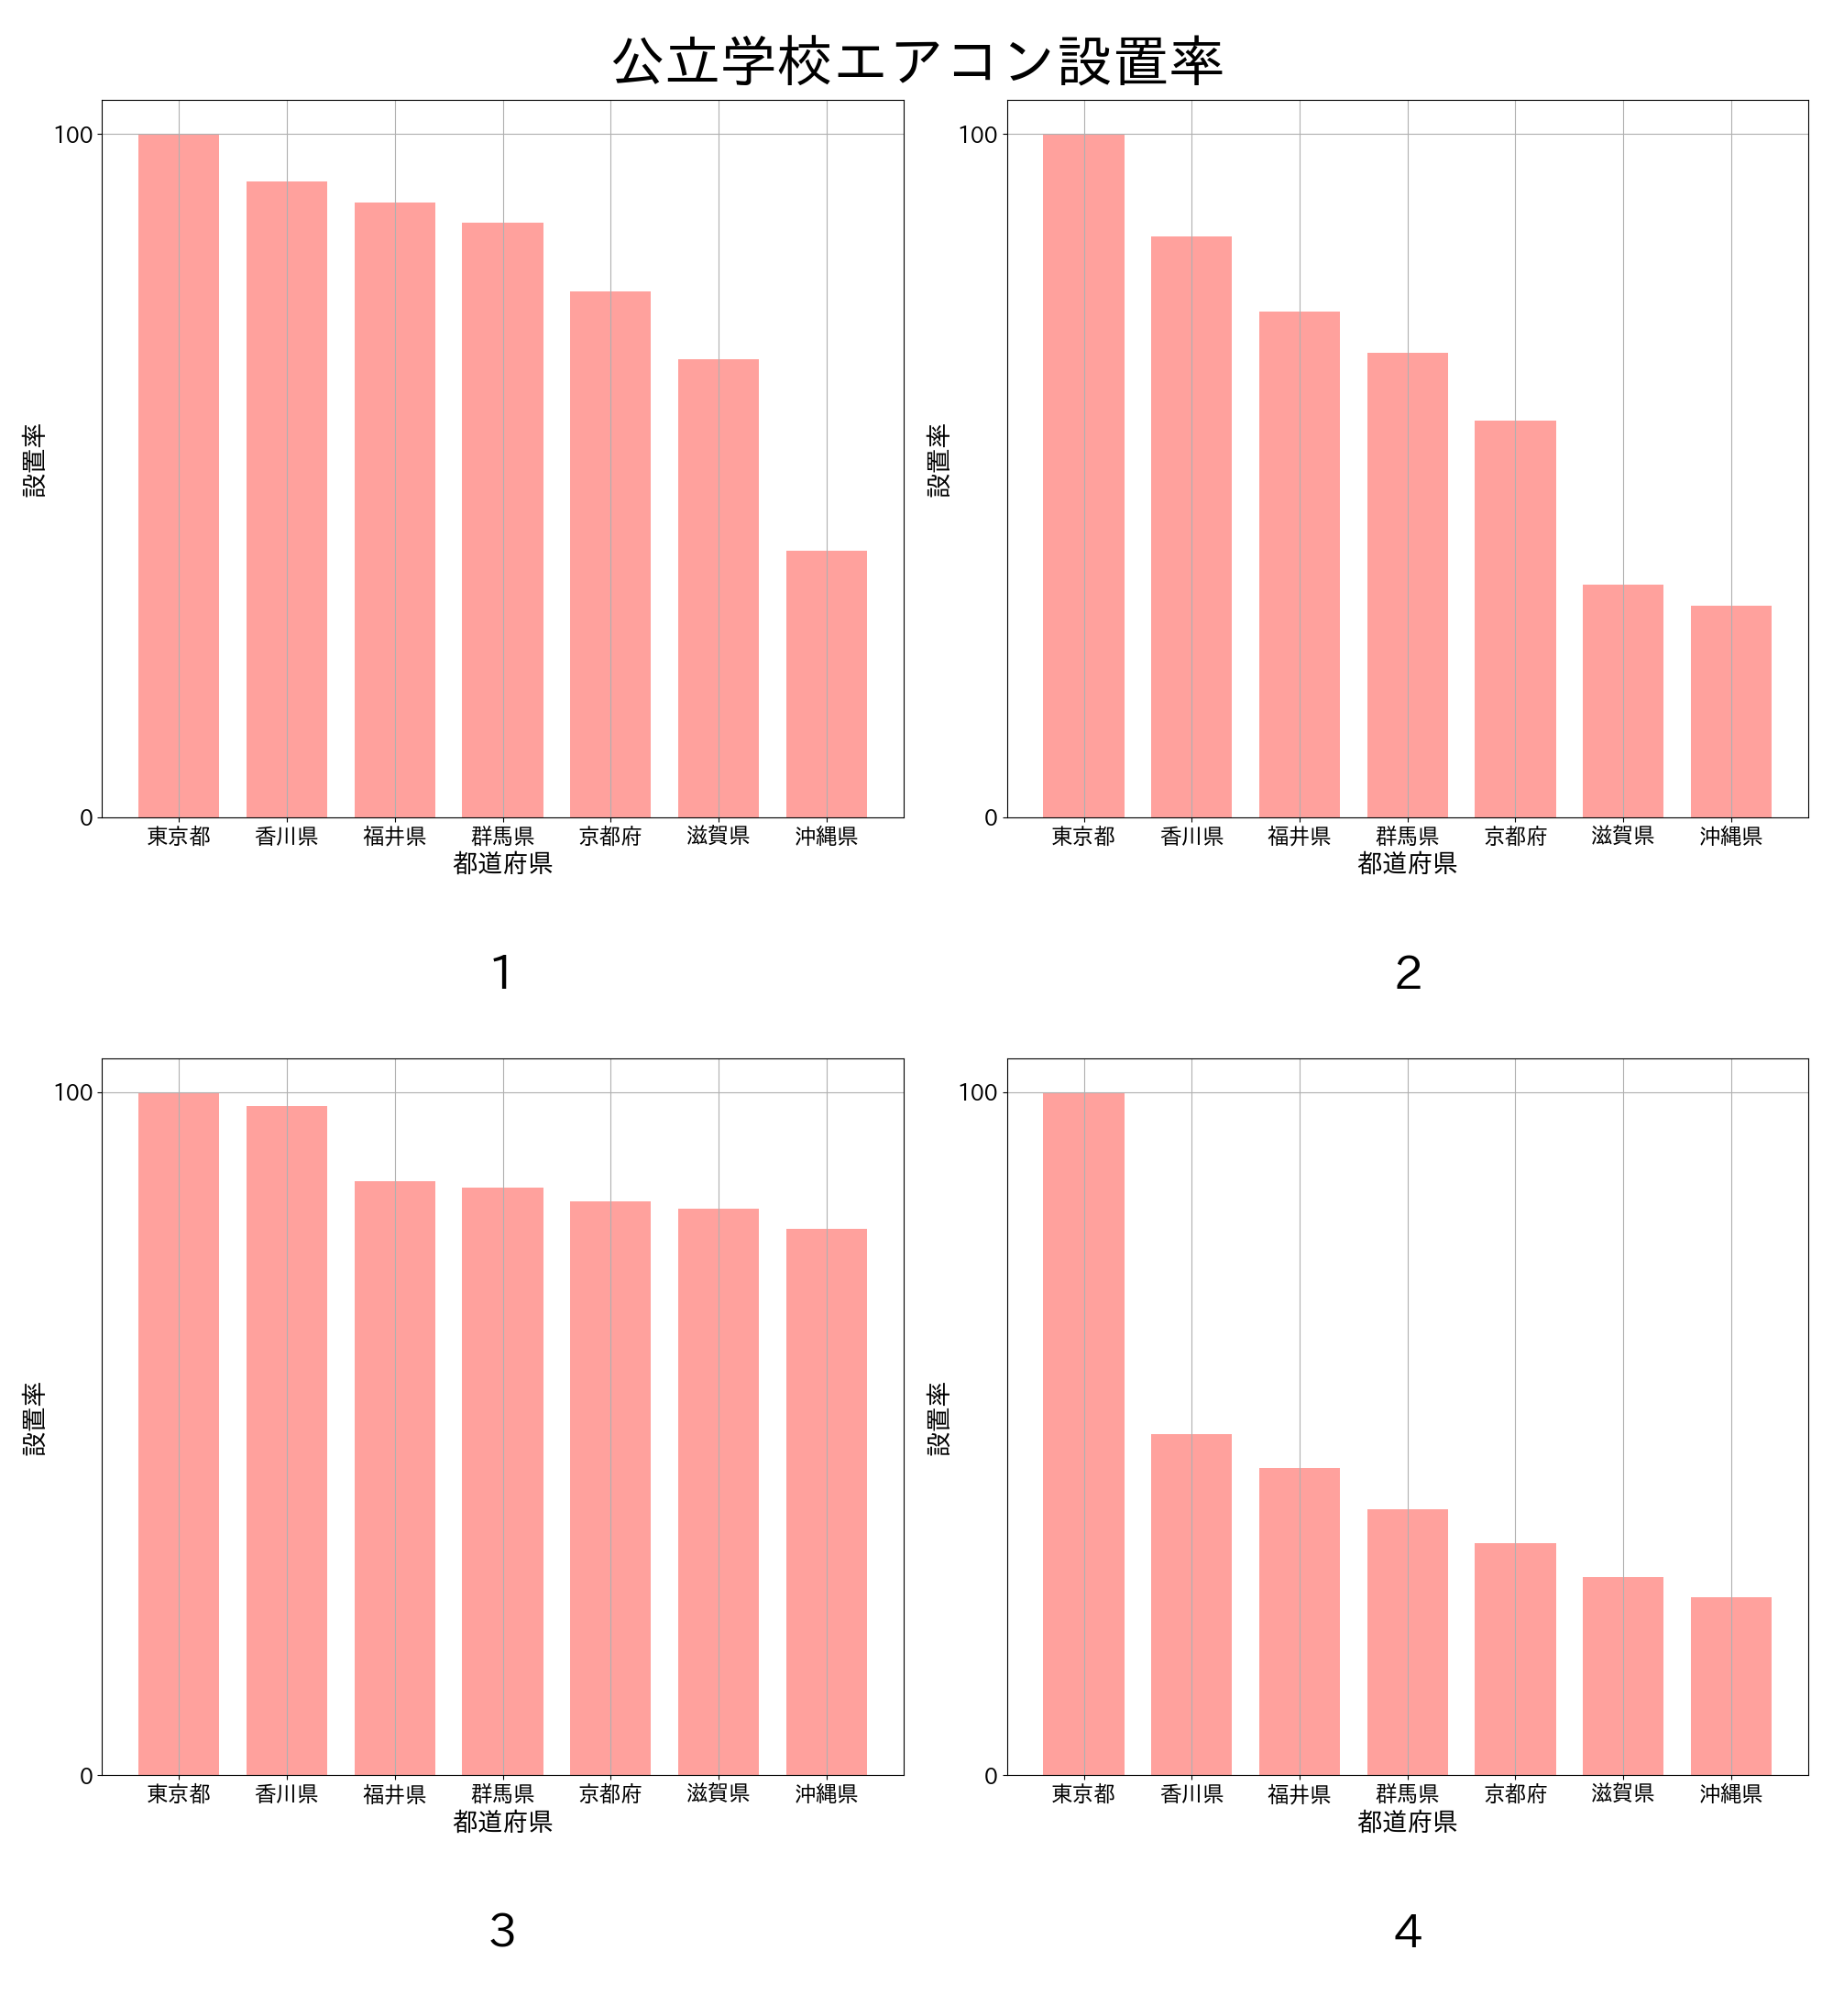 公立学校エアコン設置率
100
0
設置率
東京都 香川県 福井県 群馬県 京都府 滋賀県 沖縄県
都道府県
1
100
0
設置率
東京都 香川県 福井県 群馬県 京都府 滋賀県 沖縄県
都道府県
2
100
0
設置率
東京都 香川県 福井県 群馬県 京都府 滋賀県 沖縄県
都道府県
3
100
0
設置率
東京都 香川県 福井県 群馬県 京都府 滋賀県 沖縄県
都道府県
4